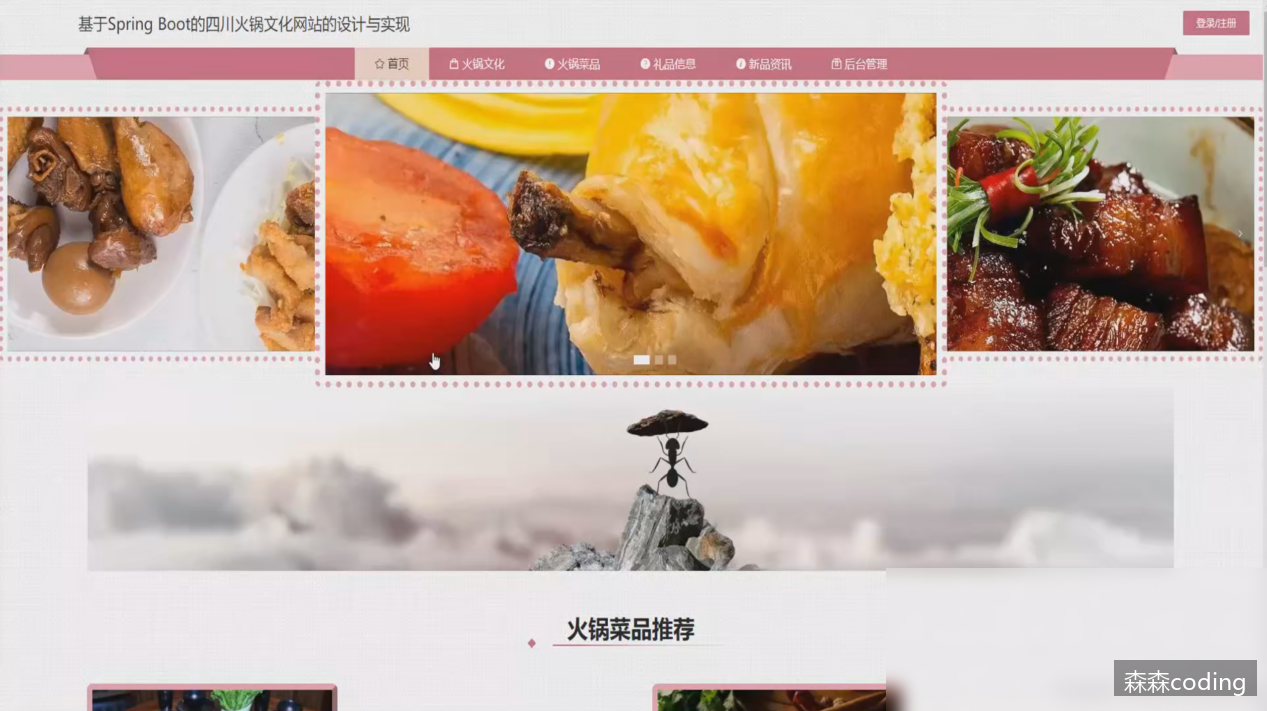 基于Spring Boot的四川火锅文化网站的设计与实现
登录/注册
首页
火锅文化
火锅菜品
礼品信息
新品资讯
后台管理
火锅菜品推荐
森森coding